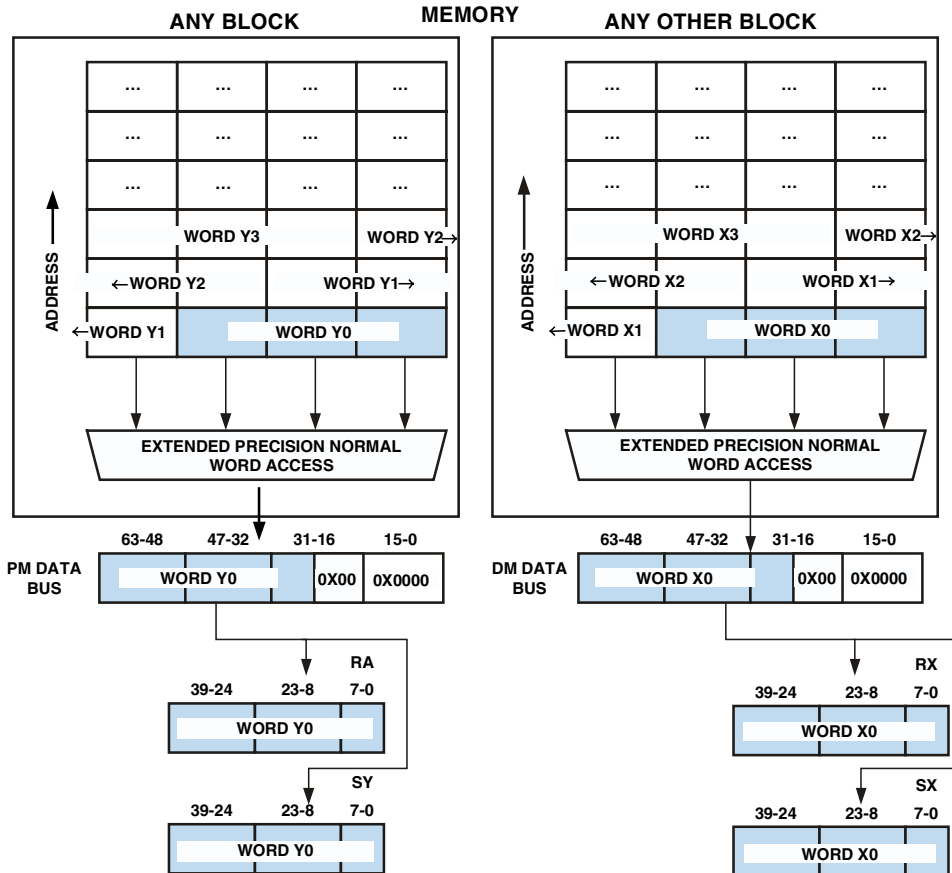 MEMORY
ANY BLOCK
ANY OTHER BLOCK
... ... ... ...
... ... ... ...
... ... ... ...
WORD Y3 WORD Y2→
←WORD Y2 WORD Y1→
←WORD Y1 WORD Y0
ADDRESS
EXTENDED PRECISION NORMAL
WORD ACCESS
... ... ... ...
... ... ... ...
... ... ... ...
WORD X3 WORD X2→
←WORD X2 WORD X1→
←WORD X1 WORD X0
ADDRESS
EXTENDED PRECISION NORMAL
WORD ACCESS
63-48 47-32 31-16 15-0
PM DATA
BUS
WORD Y0 0X00 0X0000
63-48 47-32 31-16 15-0
DM DATA
BUS
WORD X0 0X00 0X0000
RA
39-24 23-8 7-0
WORD Y0
SY
39-24 23-8 7-0
WORD Y0
RX
39-24 23-8 7-0
WORD X0
SX
39-24 23-8 7-0
WORD X0